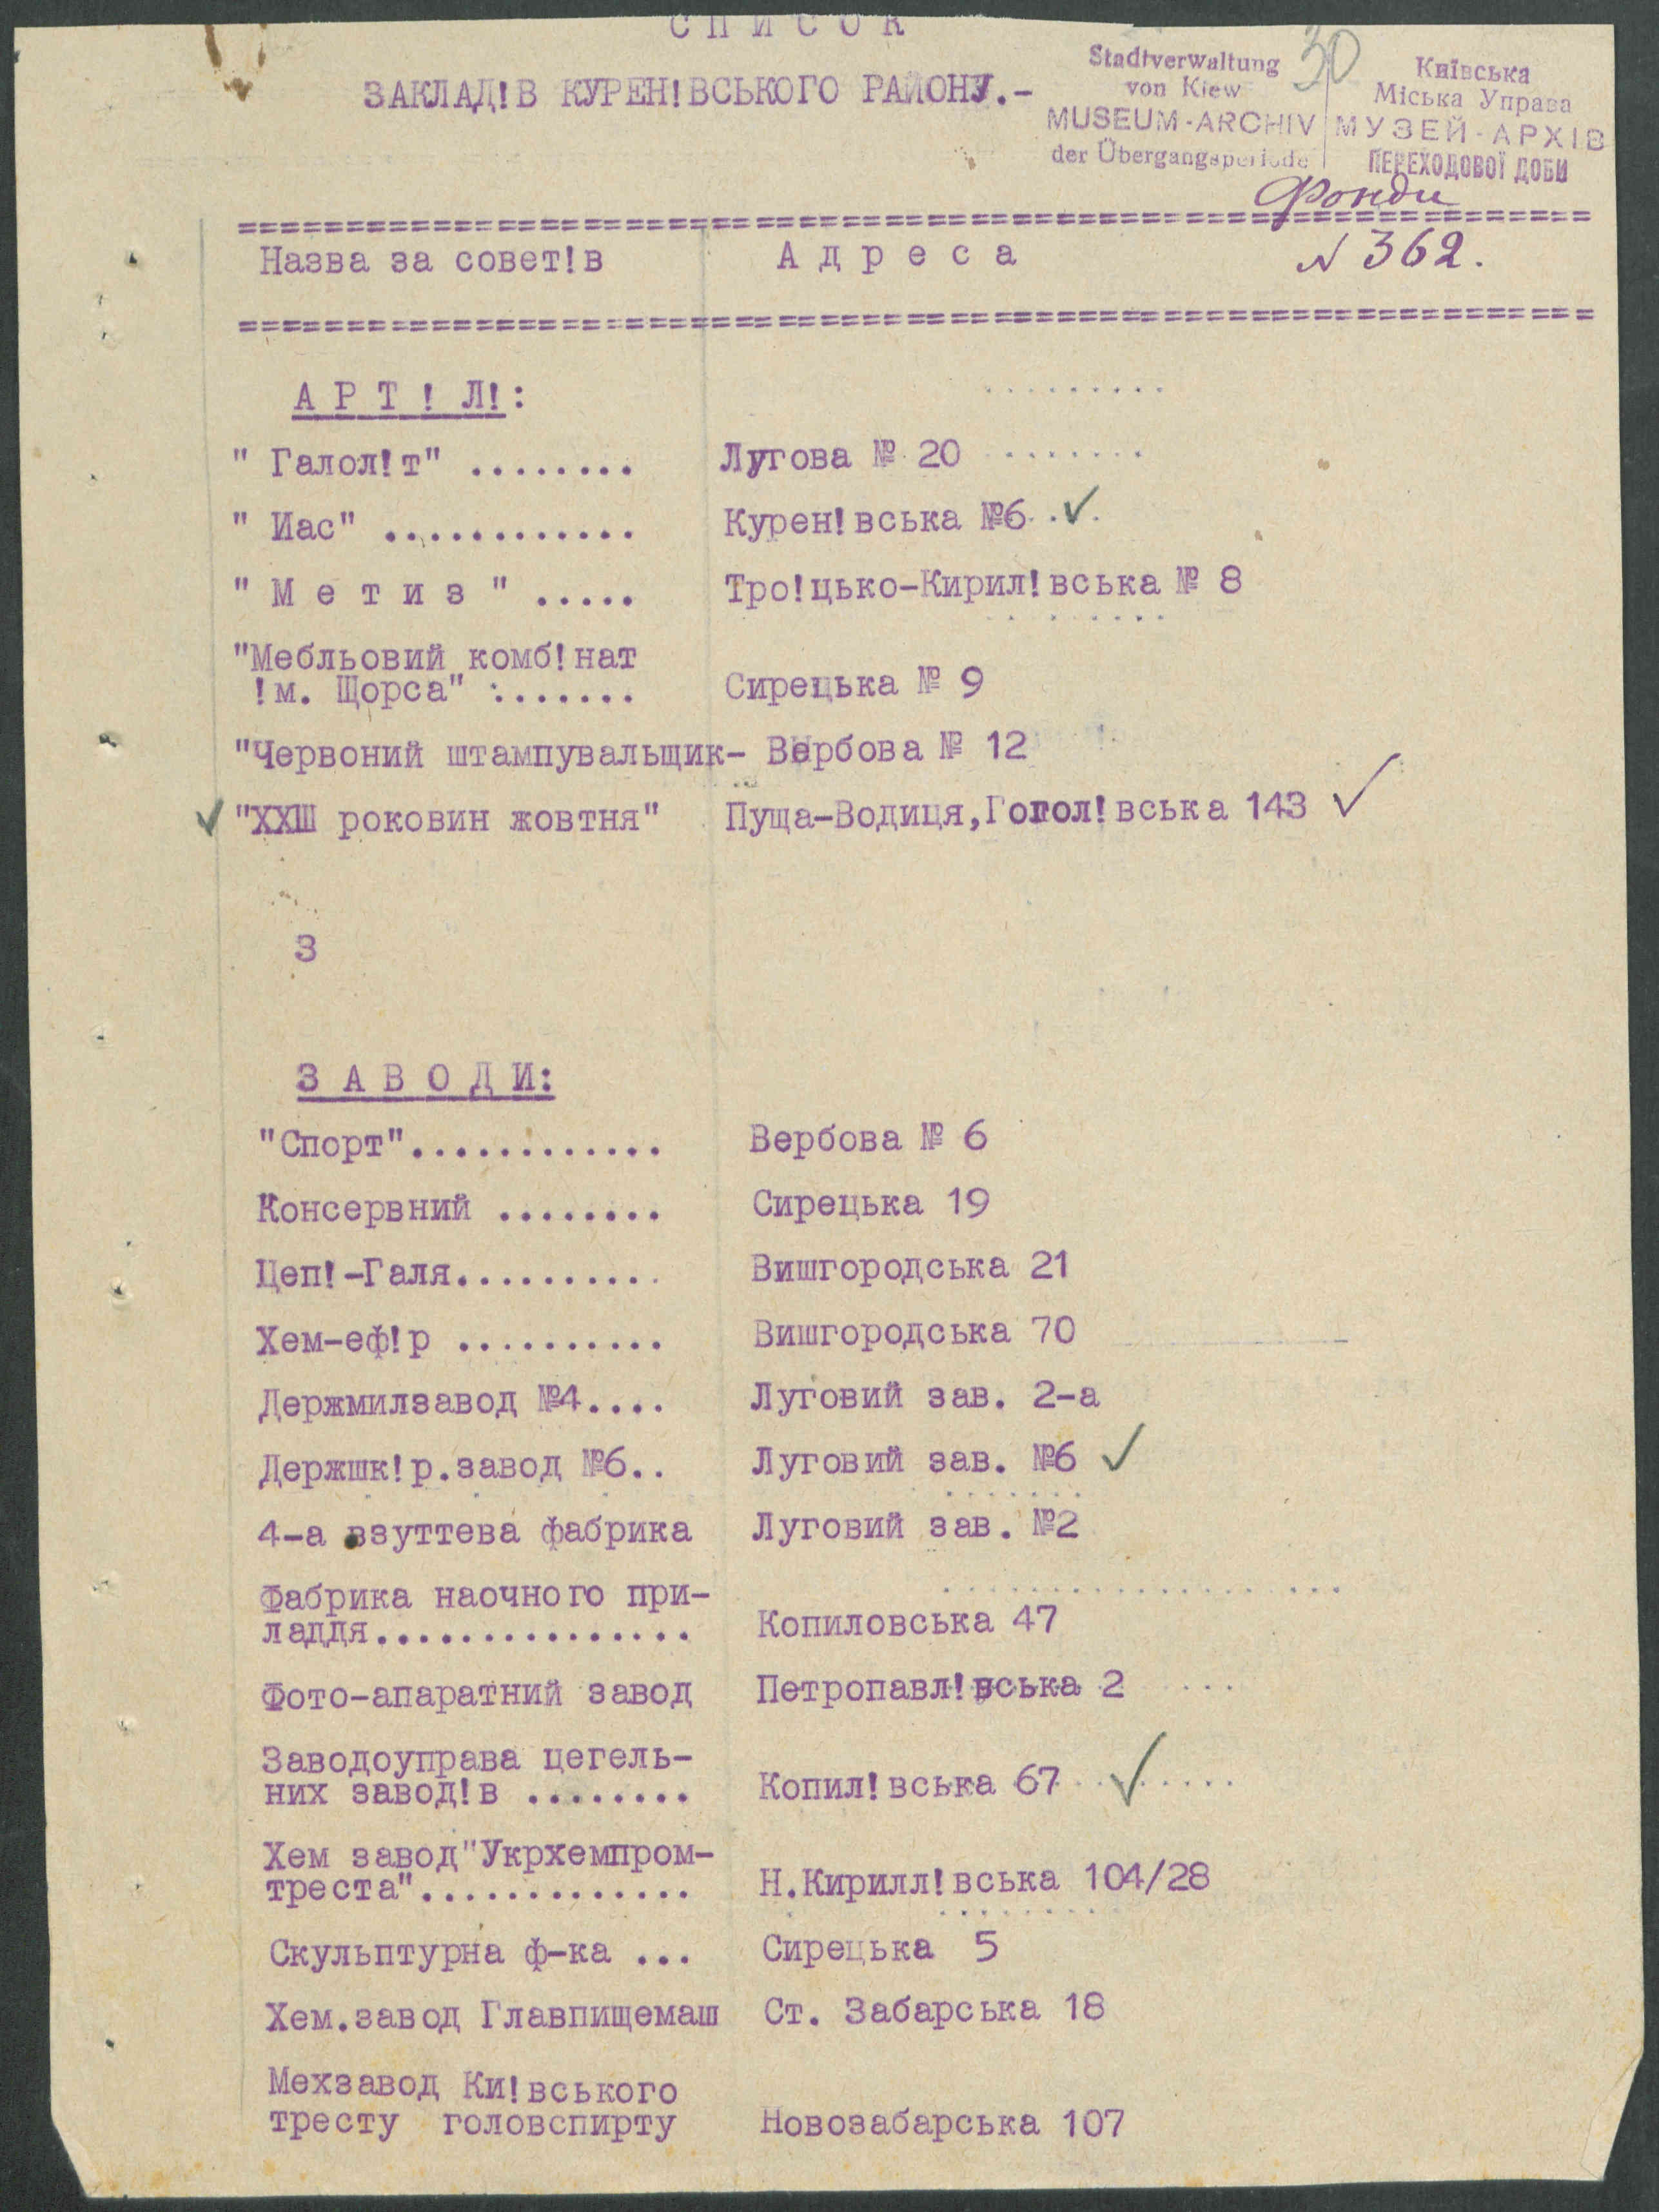 СПИСОК
ЗАКЛАД!В КУРЕН!ВСЬКОГО РАЙОНУ.-
30
Stadtverwaltung
von Kiew
MUSEUM-ARCHIV
der Übergangsperiode
Київська
Міська Управа
МУЗЕЙ-АРХІВ
ПЕРЕХОДОВОЇ ДОБИ
Фонди
N 362.
Назва за совет!в А д р е с а
А Р Т ! Л!:
" Галол!т" ........ Лугова № 20
" Иас" ............ Курен!вська №6 ✓
" М е т и з " ..... Тро!цько-Кирил!вська № 8
"Мебльовий комб!нат
!м. Щорса" :....... Сирецька № 9
"Червоний штампувальщик- Вербова № 12
✓ "ХХШ роковин жовтня" Пуща-Водиця,Гогол!вська 143 ✓
З
З А В О Д И:
"Спорт"............ Вербова № 6
Консервний ........ Сирецька 19
Цеп!-Галя.......... Вишгородська 21
Хем-еф!р .......... Вишгородська 70
Держмилзавод №4.... Луговий зав. 2-а
Держшк!р.завод №6.. Луговий зав. №6 ✓
4-а взуттева фабрика Луговий зав. №2
Фабрика наочного при-
ладдя............... Копиловська 47
Фото-апаратний завод Петропавл!вська 2
Заводоуправа цегель-
них завод!в ........ Копил!вська 67 ✓
Хем завод"Укрхемпром-
треста"............. Н.Кирилл!вська 104/28
Скульптурна ф-ка ... Сирецька 5
Хем.завод Главпищемаш Ст. Забарська 18
Мехзавод Ки!вського
тресту головспирту Новозабарська 107